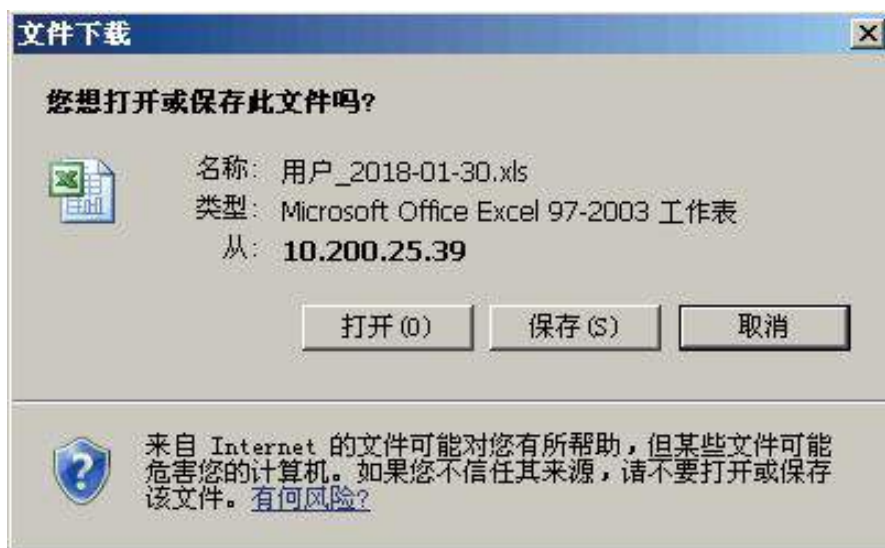 文件下载
您想打开或保存此文件吗?
名称: 用户_2018-01-30.xls
类型: Microsoft Office Excel 97-2003 工作表
从: 10.200.25.39
打开(O) 保存(S) 取消
来自 Internet 的文件可能对您有所帮助，但某些文件可能
危害您的计算机。如果您不信任其来源，请不要打开或保存
该文件。有何风险?